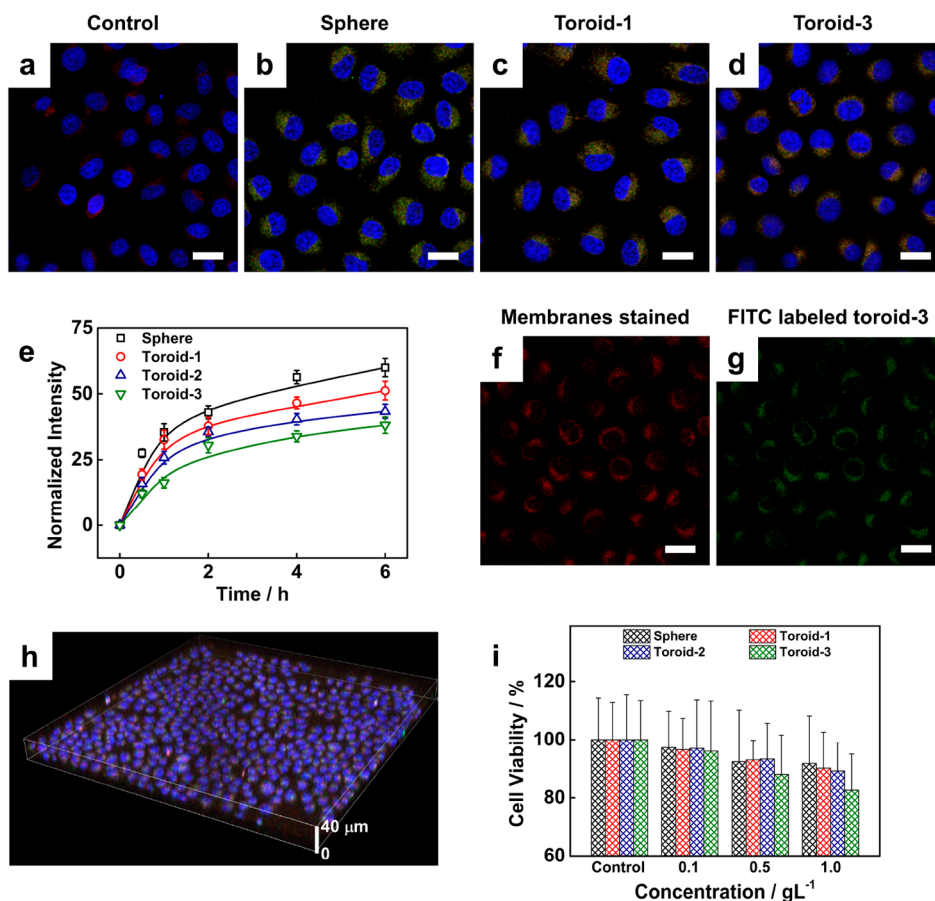 Control
Sphere
Toroid-1
Toroid-3
a
b
c
d
e
Normalized Intensity
75
50
25
0
Sphere
Toroid-1
Toroid-2
Toroid-3
0
2
4
6
Time / h
Membranes stained
FITC labeled toroid-3
f
g
h
40 μm
0
i
Cell Viability / %
120
100
80
60
Sphere
Toroid-1
Toroid-2
Toroid-3
Control
0.1
0.5
1.0
Concentration / gL⁻¹